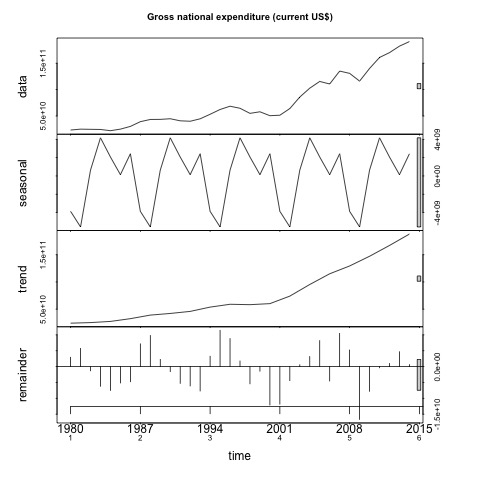 Gross national expenditure (current US$)
data
5.0e+10 1.5e+11
seasonal
-4e+09 0e+00 4e+09
trend
5.0e+10 1.5e+11
remainder
-1.5e+10 0.0e+00
1980 1987 1994 2001 2008 2015
1 2 3 4 5 6
time